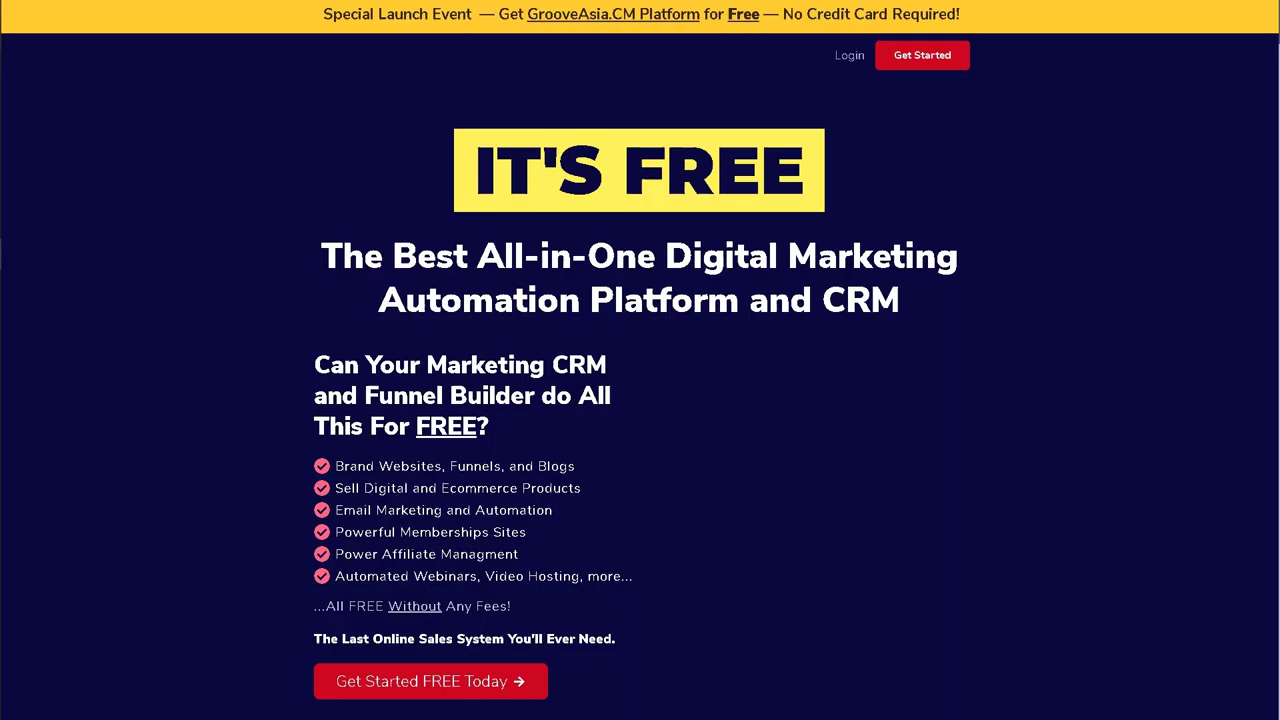 Special Launch Event — Get GrooveAsia.CM Platform for Free — No Credit Card Required!
Login
Get Started
IT'S FREE
The Best All-in-One Digital Marketing
Automation Platform and CRM
Can Your Marketing CRM
and Funnel Builder do All
This For FREE?
Brand Websites, Funnels, and Blogs
Sell Digital and Ecommerce Products
Email Marketing and Automation
Powerful Memberships Sites
Power Affiliate Managment
Automated Webinars, Video Hosting, more...
...All FREE Without Any Fees!
The Last Online Sales System You'll Ever Need.
Get Started FREE Today →